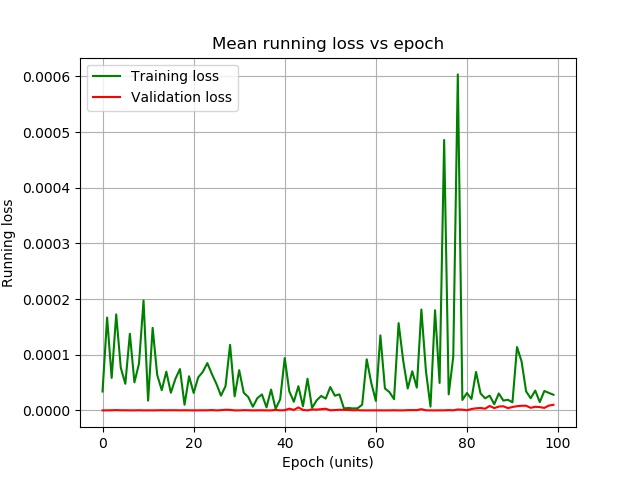 Mean running loss vs epoch
Training loss
Validation loss
0.0006
0.0005
0.0004
0.0003
0.0002
0.0001
0.0000
Running loss
0 20 40 60 80 100
Epoch (units)